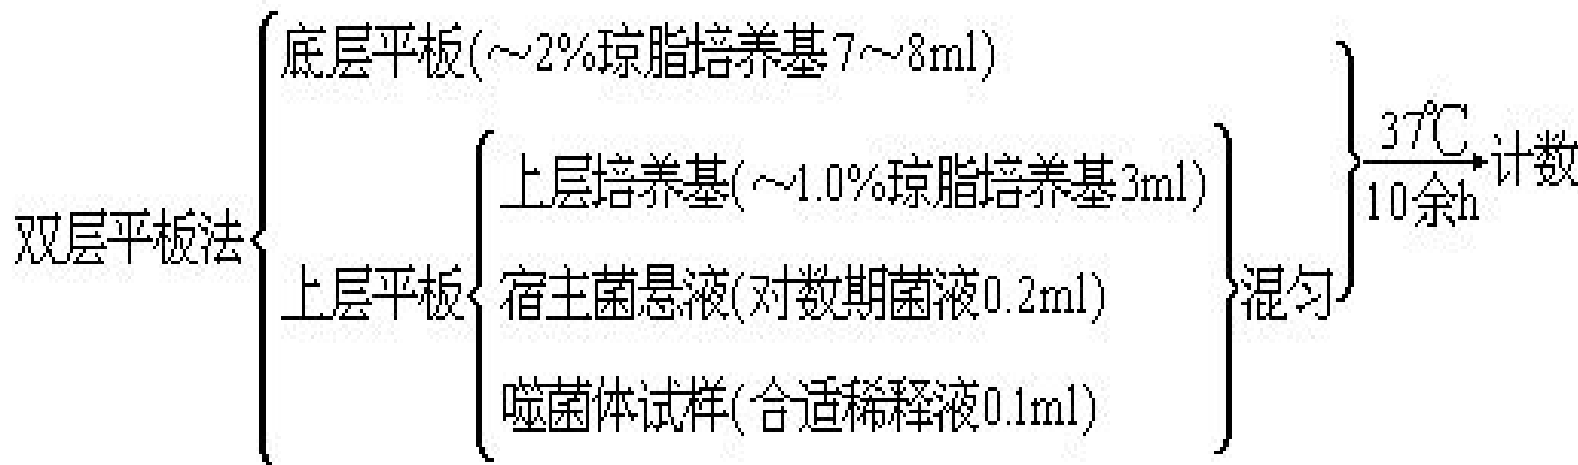 底层平板(～2%琼脂培养基7～8ml)
37℃
上层培养基(～1.0%琼脂培养基3ml)
计数
10余h
双层平板法
上层平板
宿主菌悬液(对数期菌液0.2ml)
混匀
噬菌体试样(合适稀释液0.1ml)